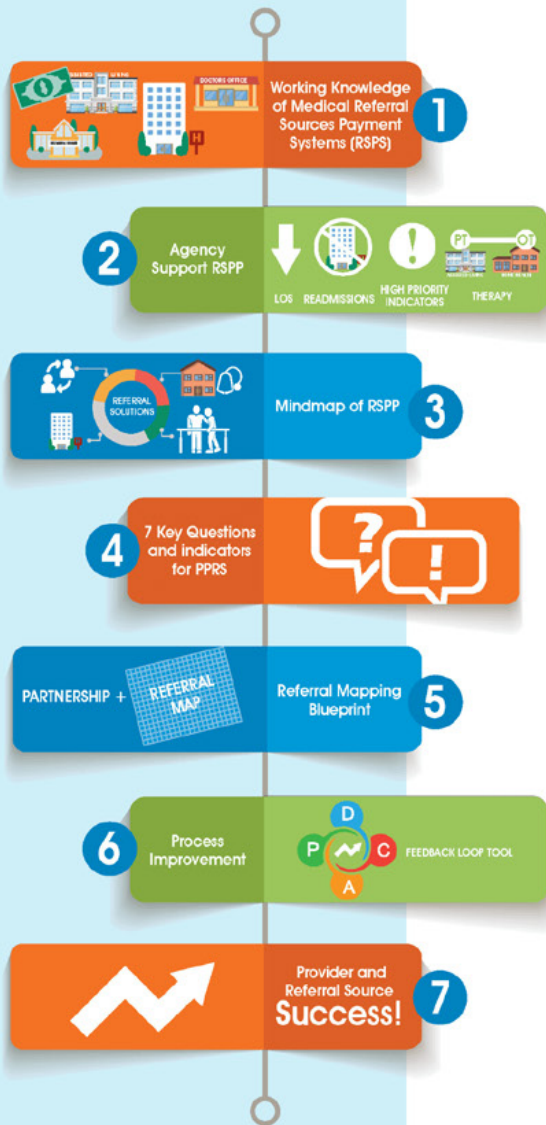 DOCTORS OFFICE
H
Working Knowledge
of Medical Referral
Sources Payment
Systems (RSPS)
1
2
Agency
Support RSPP
LOS
READMISSIONS
HIGH PRIORITY
INDICATORS
PT
OT
THERAPY
REFERRAL
SOLUTIONS
Mindmap of RSPP
3
4
7 Key Questions
and indicators
for PPRS
?
!
PARTNERSHIP +
REFERRAL
MAP
Referral Mapping
Blueprint
5
6
Process
Improvement
P
D
C
A
FEEDBACK LOOP TOOL
Provider and
Referral Source
Success!
7